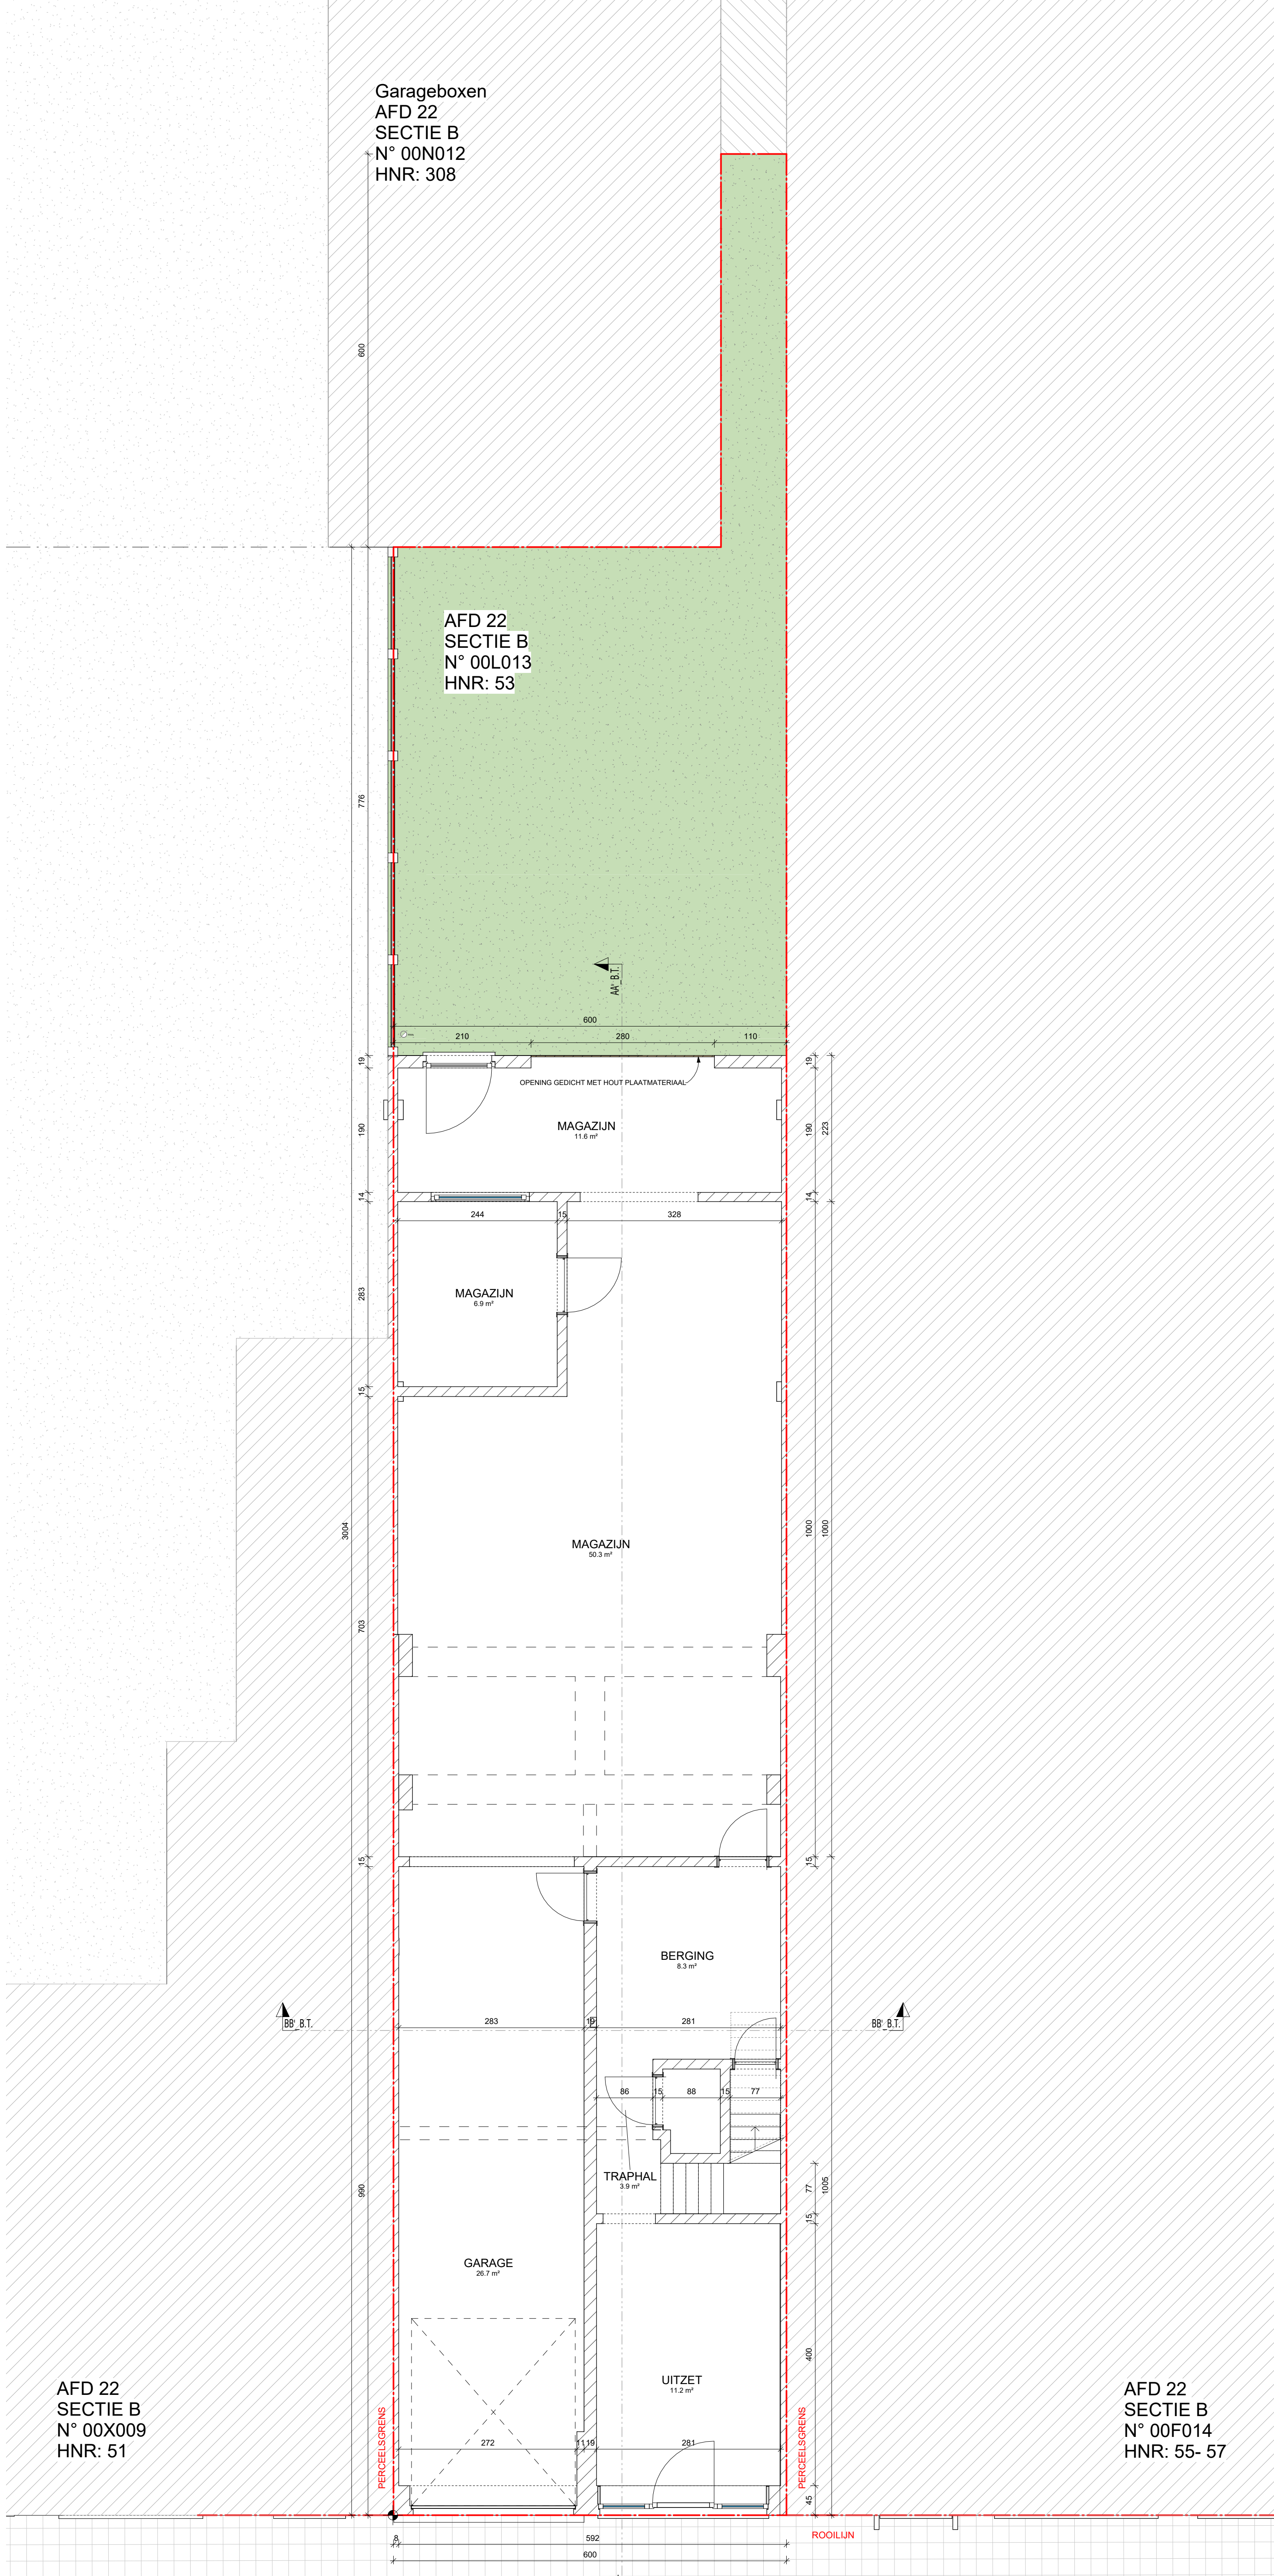 Garageboxen
AFD 22
SECTIE B
N° 00N012
HNR: 308
600
AFD 22
SECTIE B
N° 00L013
HNR: 53
776
AA'_B.T.
600
210
280
110
19
19
OPENING GEDICHT MET HOUT PLAATMATERIAAL
MAGAZIJN
11.6 m²
190
190
223
14
14
244
15
328
283
MAGAZIJN
6.9 m²
15
3004
1000
1000
MAGAZIJN
50.3 m²
703
15
15
BERGING
8.3 m²
BB'_B.T.
283
19
281
BB'_B.T.
86
15
88
15
77
TRAPHAL
3.9 m²
990
77
1005
15
GARAGE
26.7 m²
400
UITZET
11.2 m²
AFD 22
SECTIE B
N° 00X009
HNR: 51
PERCEELSGRENS
PERCEELSGRENS
AFD 22
SECTIE B
N° 00F014
HNR: 55- 57
272
11
19
281
45
ROOILIJN
8
592
600